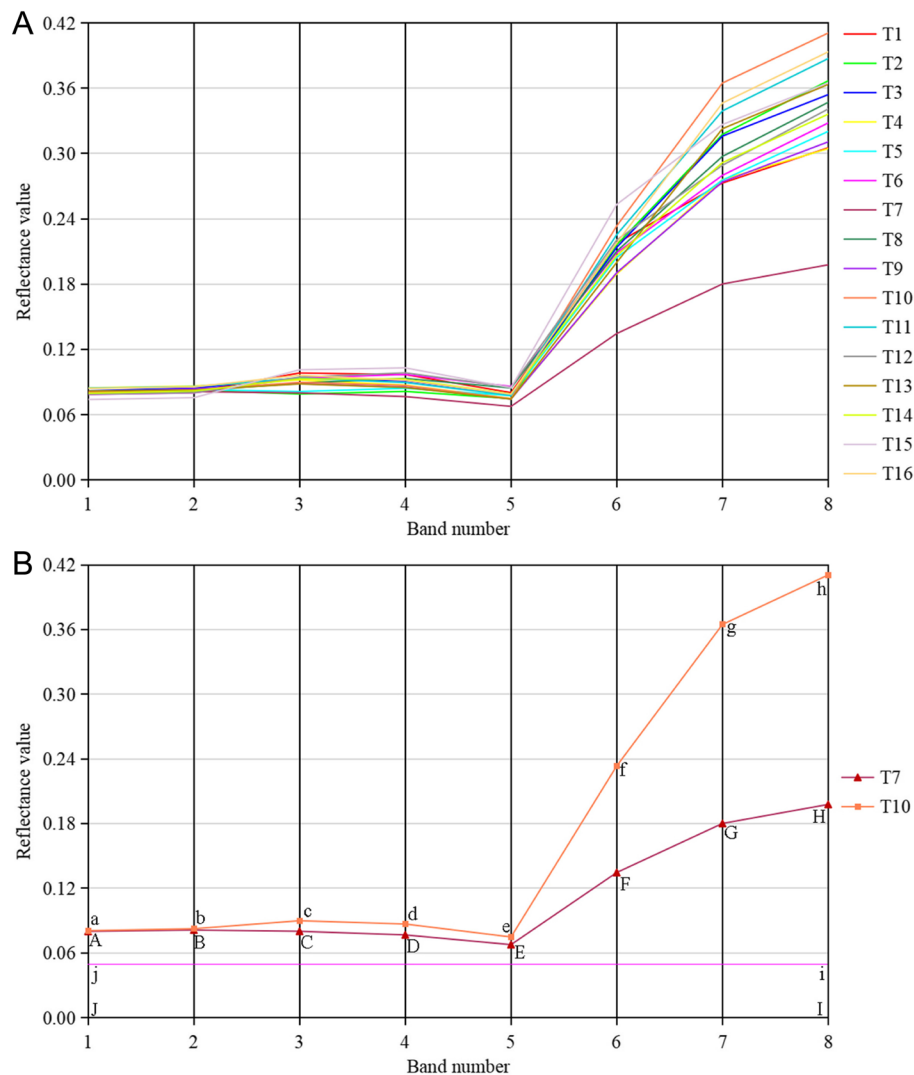 A
0.42
0.36
0.30
0.24
0.18
0.12
0.06
0.00
Reflectance value
1 2 3 4 5 6 7 8
Band number
T1
T2
T3
T4
T5
T6
T7
T8
T9
T10
T11
T12
T13
T14
T15
T16
B
0.42
0.36
0.30
0.24
0.18
0.12
0.06
0.00
Reflectance value
h
g
f
H
G
F
a b c d e
A B C D E
j i
J I
1 2 3 4 5 6 7 8
Band number
T7
T10